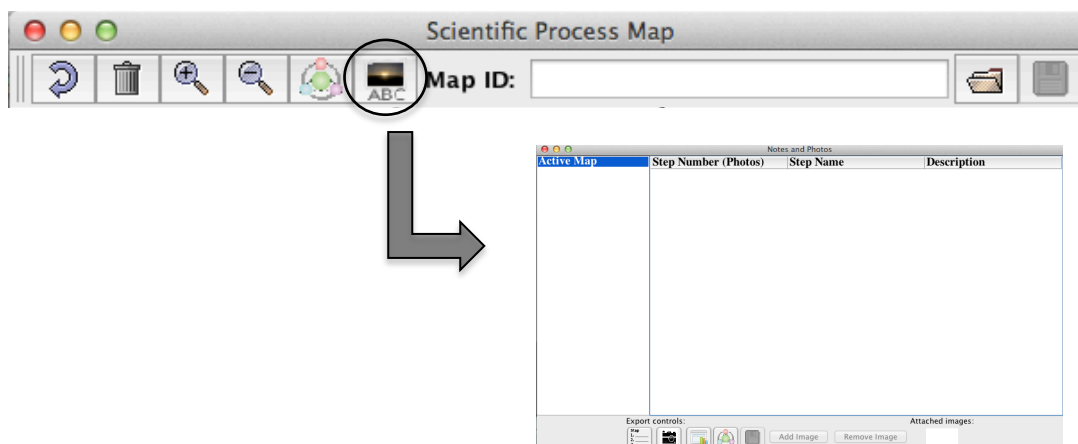 Scientific Process Map
ABC Map ID:
Notes and Photos
Active Map Step Number (Photos) Step Name Description
Export controls: Attached images:
Add Image Remove Image